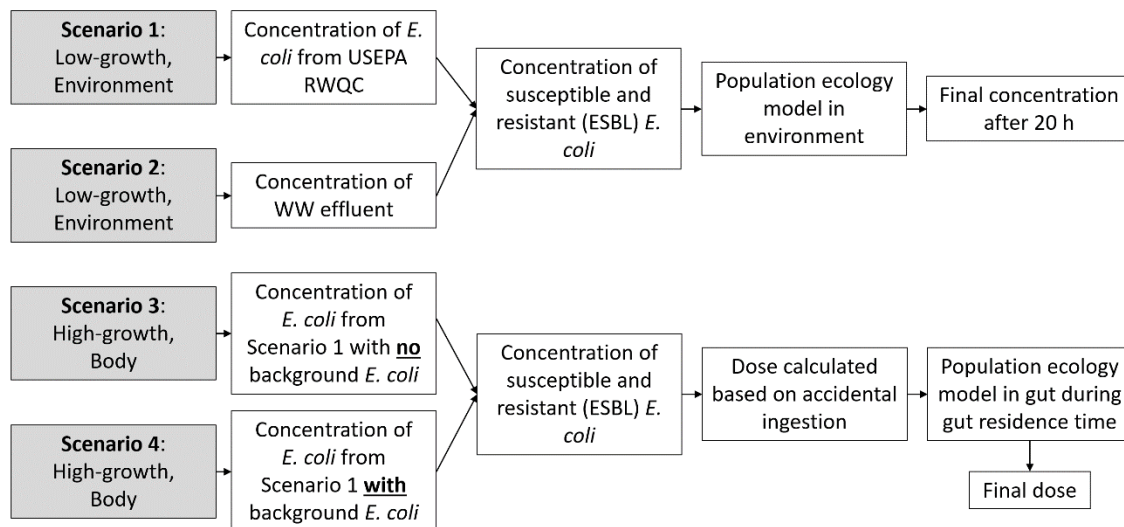 Scenario 1:
Low-growth,
Environment
Concentration of E.
coli from USEPA
RWQC
Scenario 2:
Low-growth,
Environment
Concentration of
WW effluent
Concentration of
susceptible and
resistant (ESBL) E.
coli
Population ecology
model in
environment
Final concentration
after 20 h
Scenario 3:
High-growth,
Body
Concentration of
E. coli from
Scenario 1 with no
background E. coli
Scenario 4:
High-growth,
Body
Concentration of
E. coli from
Scenario 1 with
background E. coli
Concentration of
susceptible and
resistant (ESBL) E.
coli
Dose calculated
based on accidental
ingestion
Population ecology
model in gut during
gut residence time
Final dose